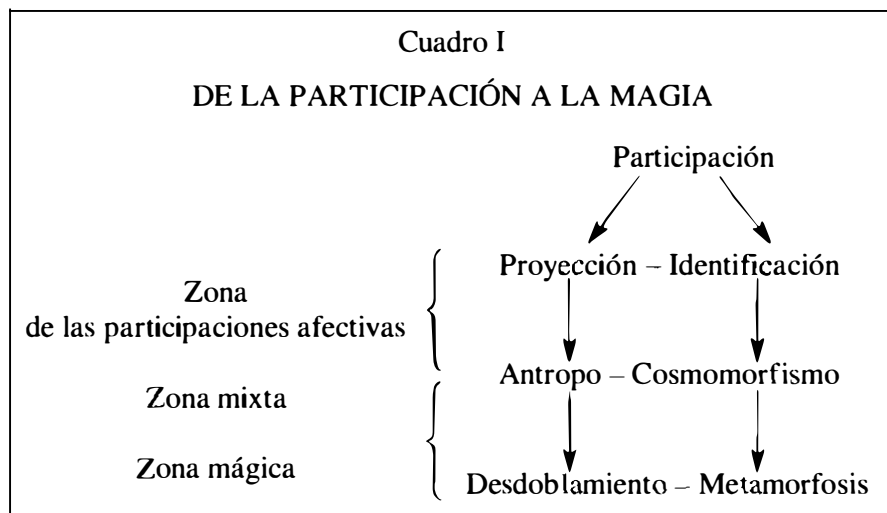 Cuadro I
DE LA PARTICIPACIÓN A LA MAGIA
Participación
Proyección – Identificación
Zona
de las participaciones afectivas
Antropo – Cosmomorfismo
Zona mixta
Zona mágica
Desdoblamiento – Metamorfosis